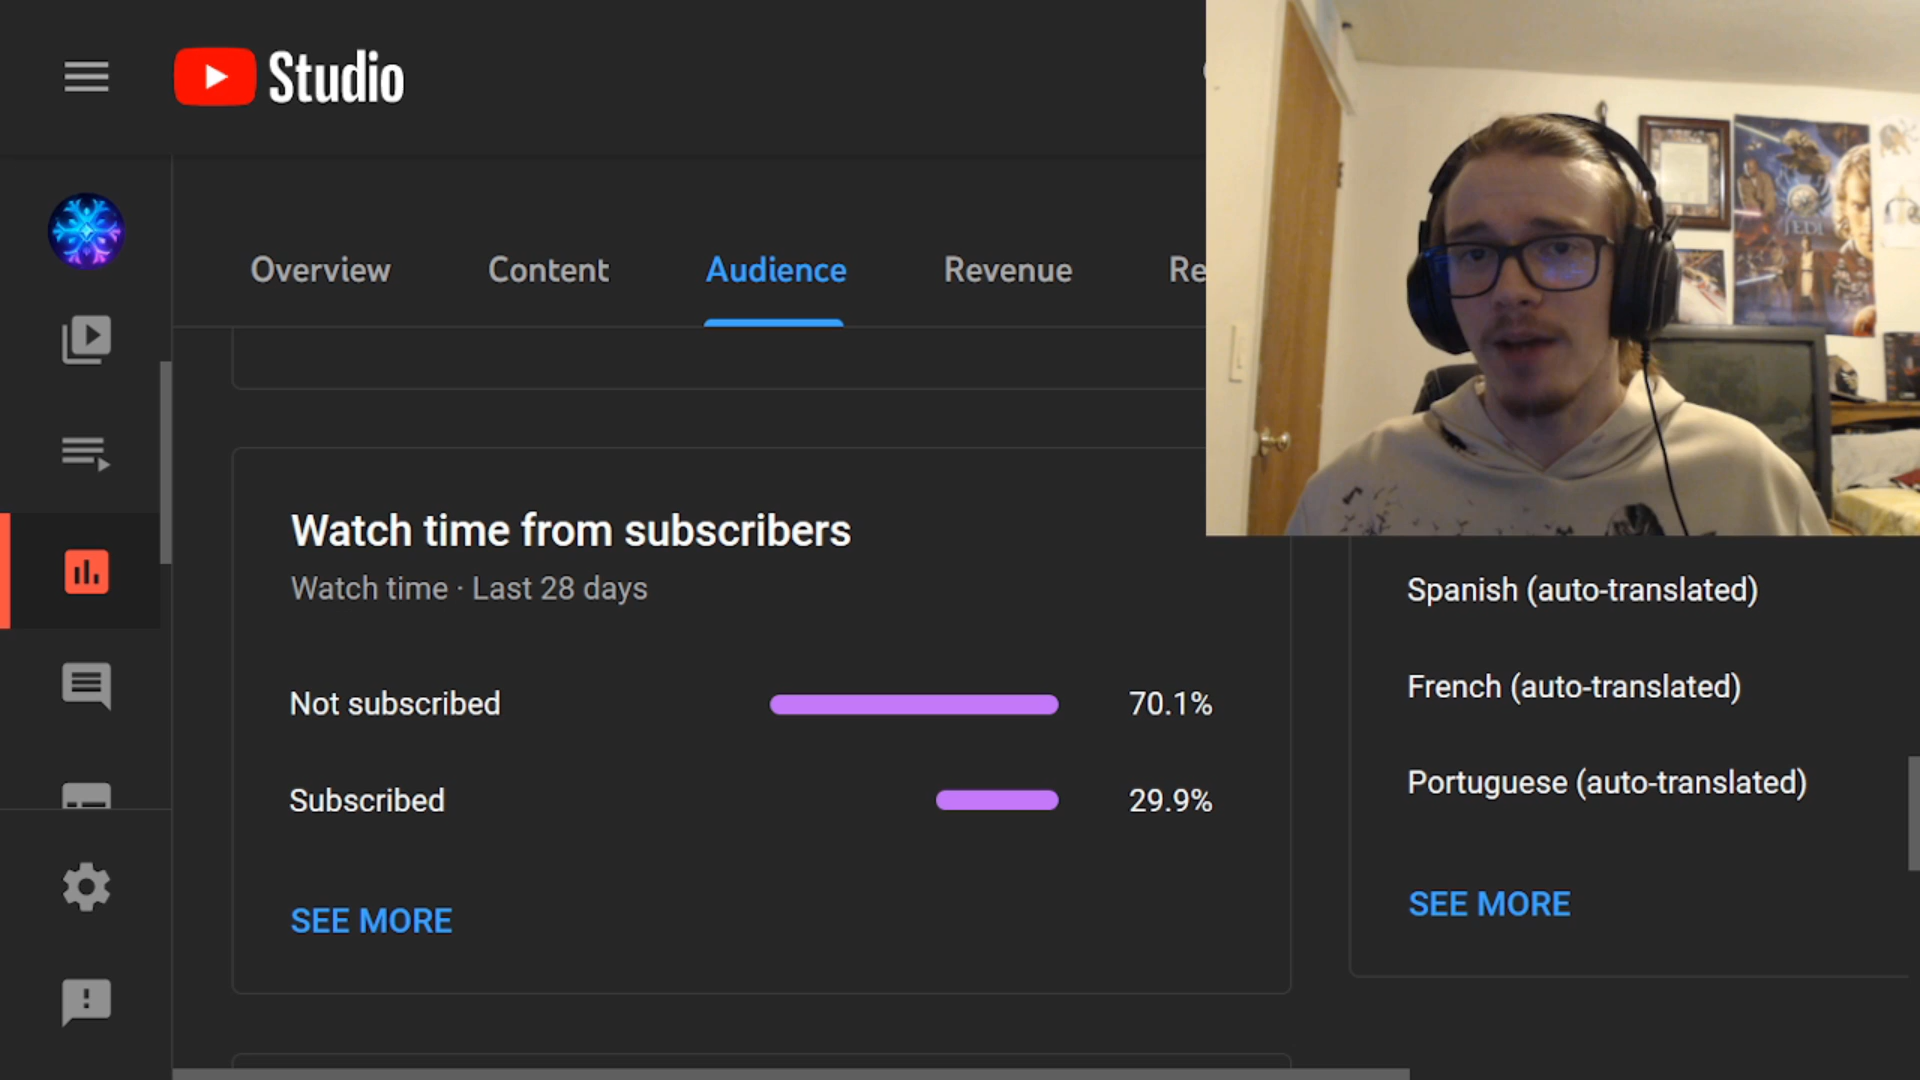 Studio
Overview
Content
Audience
Revenue
Re
Watch time from subscribers
Watch time · Last 28 days
Not subscribed 70.1%
Subscribed 29.9%
SEE MORE
JEDI
Spanish (auto-translated)
French (auto-translated)
Portuguese (auto-translated)
SEE MORE